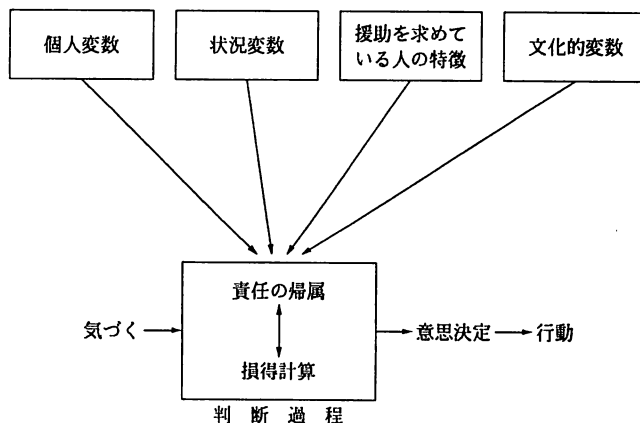 個人変数
状況変数
援助を求めて
いる人の特徴
文化的変数
責任の帰属
気づく
意思決定
行動
損得計算
判断過程